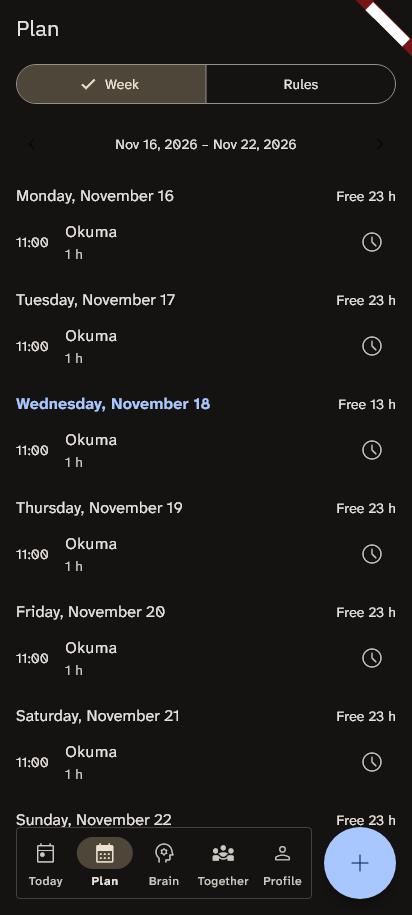 Plan
Week
Rules
Nov 16, 2026 – Nov 22, 2026
Monday, November 16
Free 23 h
11:00
Okuma
1 h
Tuesday, November 17
Free 23 h
11:00
Okuma
1 h
Wednesday, November 18
Free 13 h
11:00
Okuma
1 h
Thursday, November 19
Free 23 h
11:00
Okuma
1 h
Friday, November 20
Free 23 h
11:00
Okuma
1 h
Saturday, November 21
Free 23 h
11:00
Okuma
1 h
Sunday, November 22
Free 23 h
Today
Plan
Brain
Together
Profile